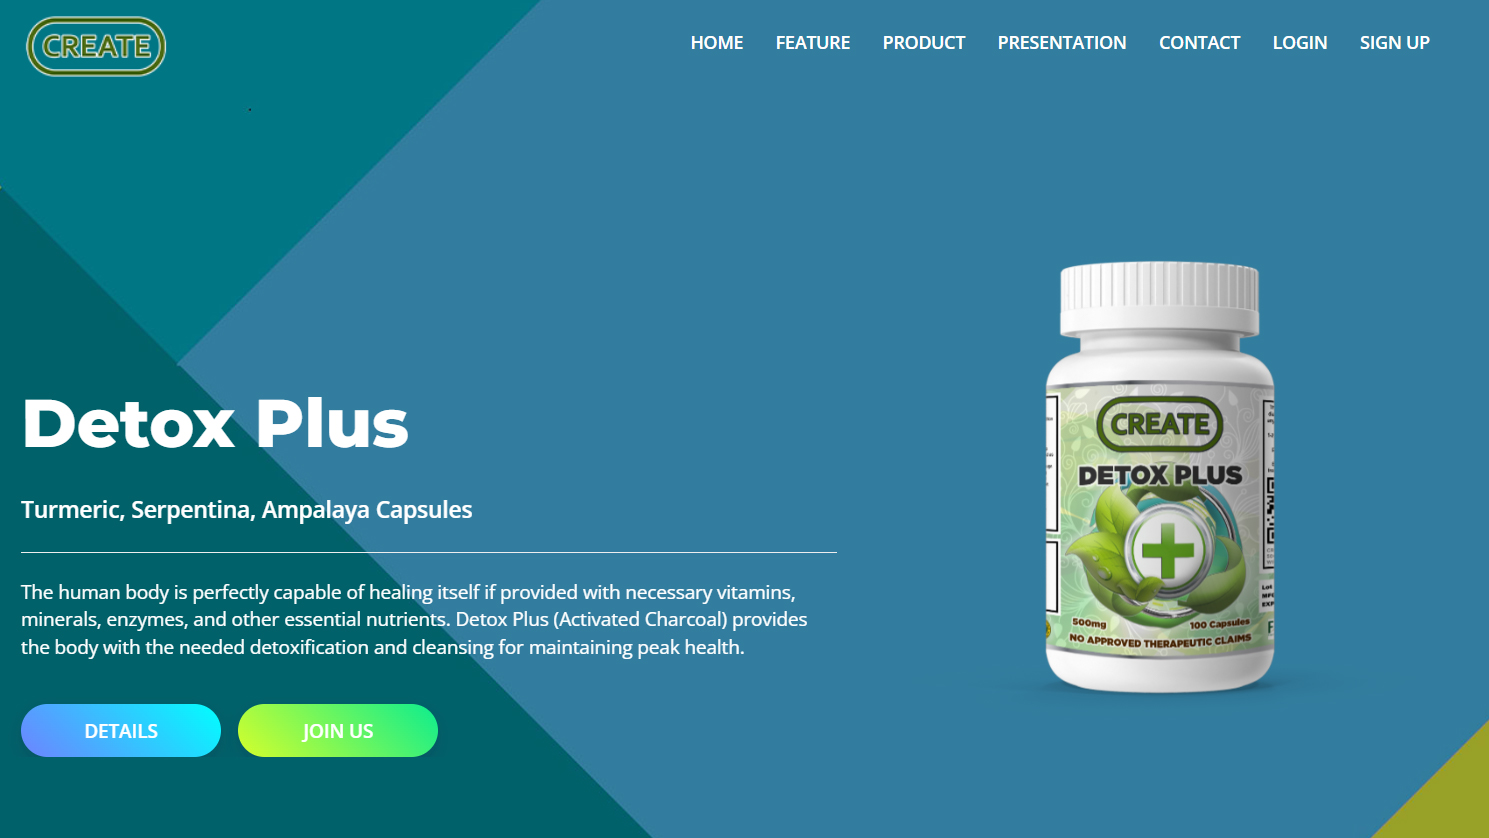 CREATE
HOME FEATURE PRODUCT PRESENTATION CONTACT LOGIN SIGN UP
Detox Plus
Turmeric, Serpentina, Ampalaya Capsules
The human body is perfectly capable of healing itself if provided with necessary vitamins,
minerals, enzymes, and other essential nutrients. Detox Plus (Activated Charcoal) provides
the body with the needed detoxification and cleansing for maintaining peak health.
DETAILS JOIN US
CREATE
DETOX PLUS
500mg 100 Capsules
NO APPROVED THERAPEUTIC CLAIMS